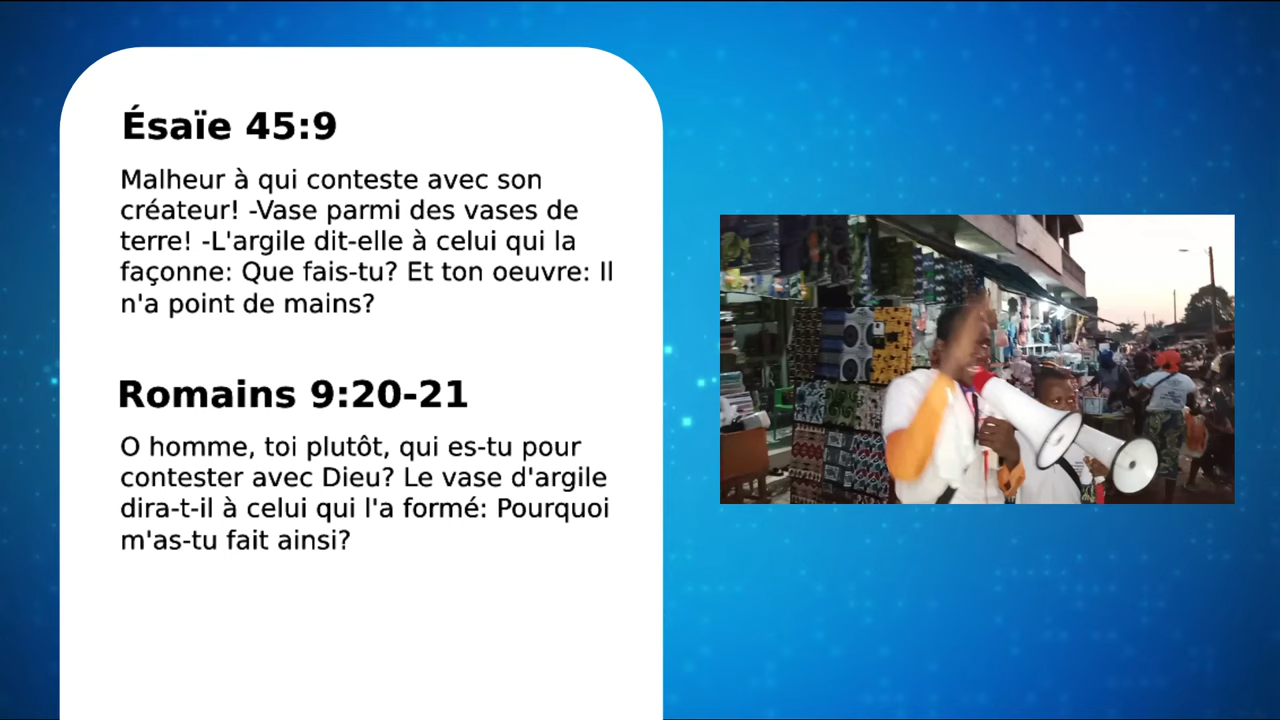 Ésaïe 45:9
Malheur à qui conteste avec son
créateur! -Vase parmi des vases de
terre! -L'argile dit-elle à celui qui la
façonne: Que fais-tu? Et ton oeuvre: Il
n'a point de mains?
Romains 9:20-21
O homme, toi plutôt, qui es-tu pour
contester avec Dieu? Le vase d'argile
dira-t-il à celui qui l'a formé: Pourquoi
m'as-tu fait ainsi?